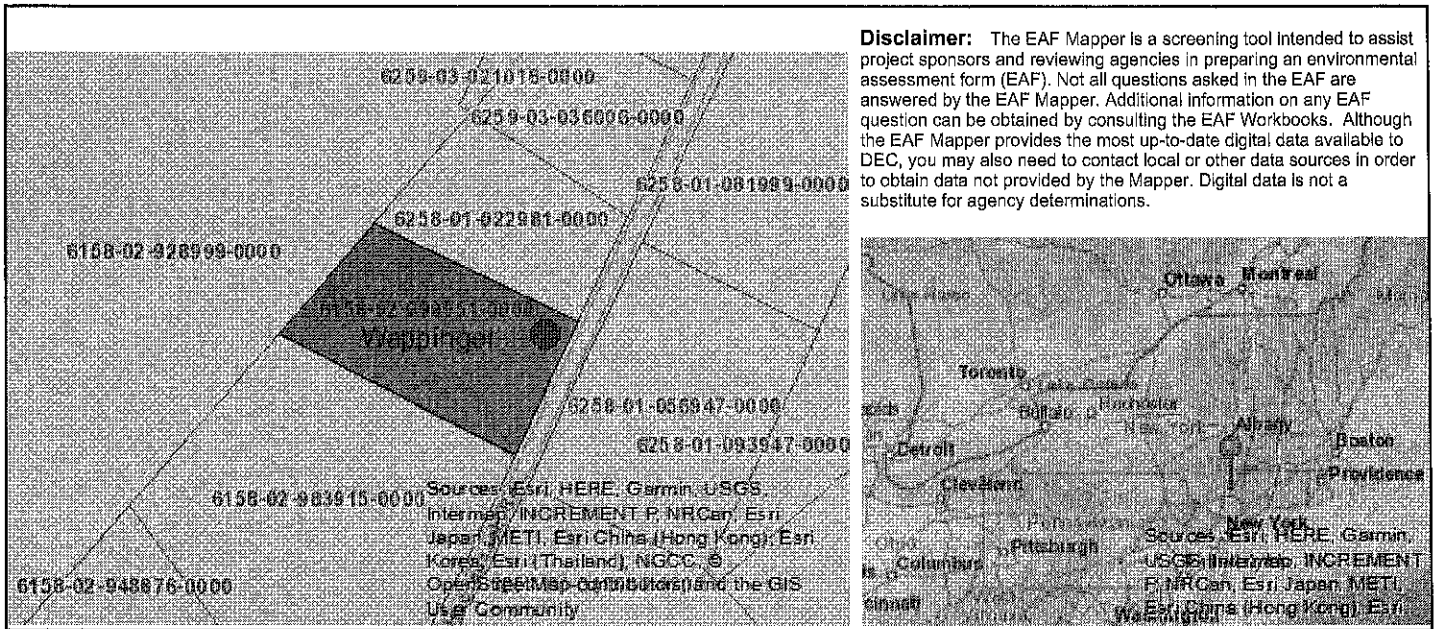 Disclaimer: The EAF Mapper is a screening tool intended to assist
project sponsors and reviewing agencies in preparing an environmental
assessment form (EAF). Not all questions asked in the EAF are
answered by the EAF Mapper. Additional information on any EAF
question can be obtained by consulting the EAF Workbooks. Although
the EAF Mapper provides the most up-to-date digital data available to
DEC, you may also need to contact local or other data sources in order
to obtain data not provided by the Mapper. Digital data is not a
substitute for agency determinations.
6259-03-021016-0000
6259-03-036006-0000
6258-01-081999-0000
6258-01-022981-0000
6158-02-928999-0000
Wappinger
6258-01-056947-0000
6258-01-093947-0000
6158-02-983915-0000
6158-02-948876-0000
Sources: Esri, HERE, Garmin, USGS,
Intermap, INCREMENT P, NRCan, Esri
Japan, METI, Esri China (Hong Kong), Esri
Korea, Esri (Thailand), NGCC, ©
OpenStreetMap contributors, and the GIS
User Community
Ottawa
Montreal
Toronto
Lake Ontario
Buffalo
Rochester
New York
Albany
Detroit
Boston
Providence
Cleveland
Pennsylvania
New York
Ohio
Pittsburgh
Columbus
Washington
Sources: Esri, HERE, Garmin,
USGS, Intermap, INCREMENT
P, NRCan, Esri Japan, METI,
Esri China (Hong Kong), Esri